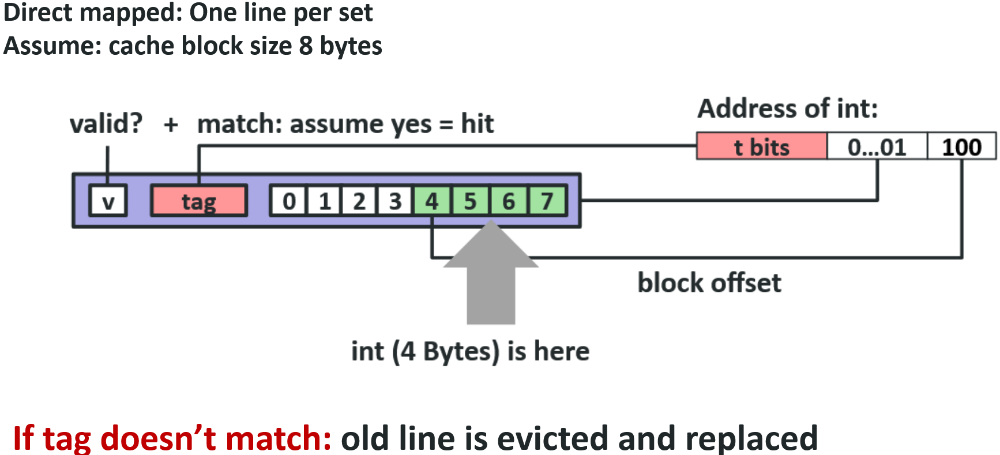 Direct mapped: One line per set
Assume: cache block size 8 bytes
Address of int:
valid? + match: assume yes = hit
t bits 0...01 100
v tag 0 1 2 3 4 5 6 7
block offset
int (4 Bytes) is here
If tag doesn’t match: old line is evicted and replaced